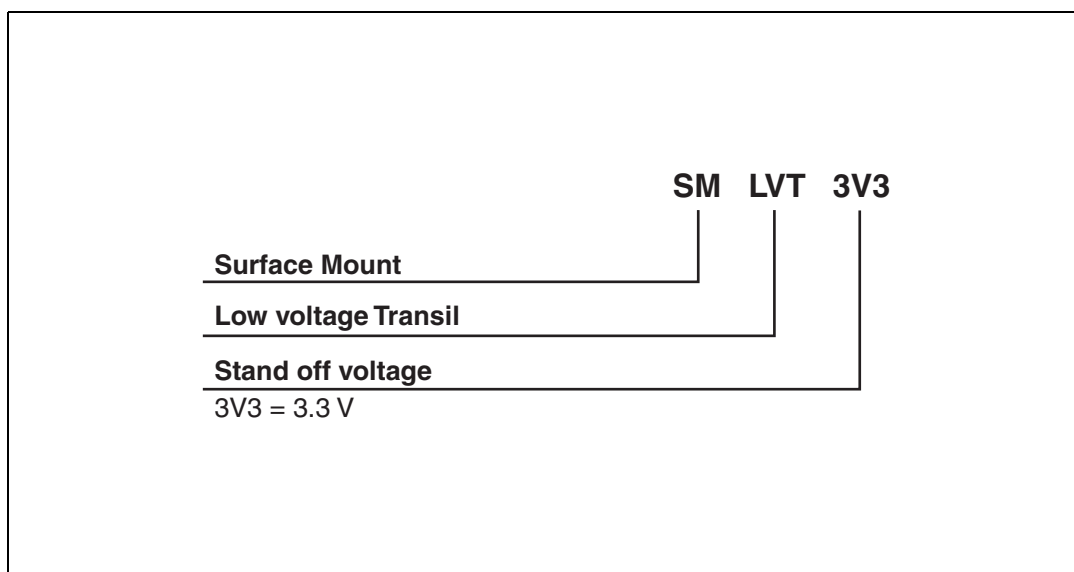 SM LVT 3V3
Surface Mount
Low voltage Transil
Stand off voltage
3V3 = 3.3 V